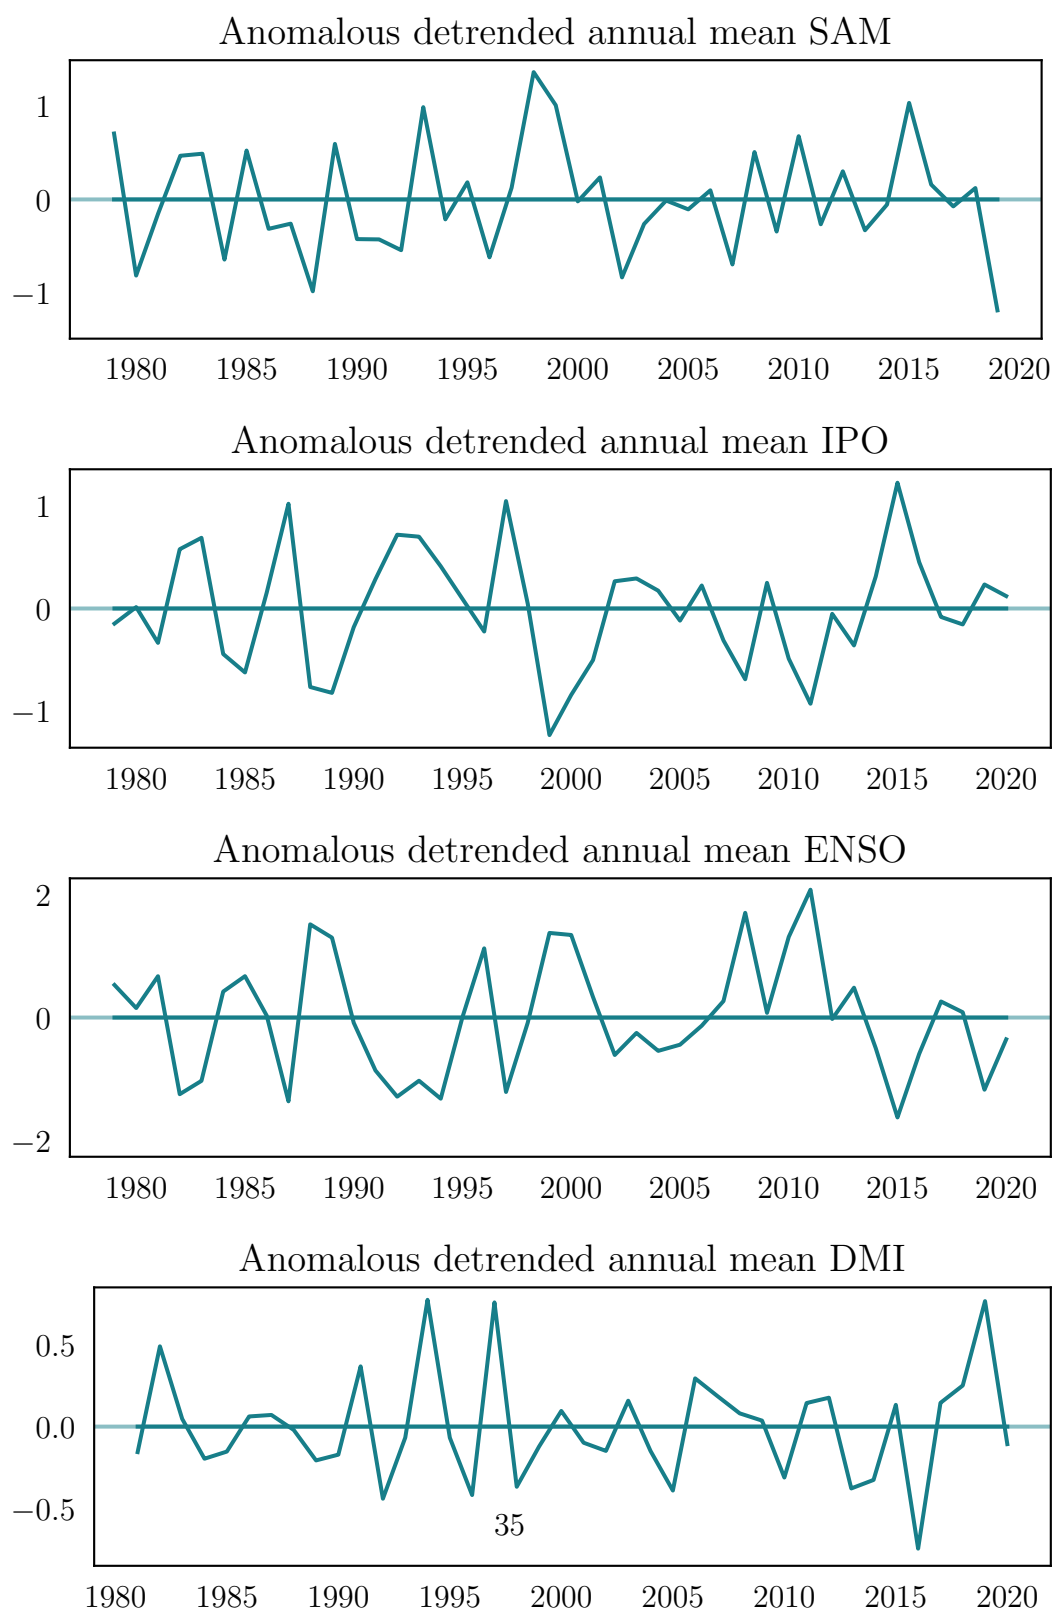 Anomalous detrended annual mean SAM
1
0
−1
1980 1985 1990 1995 2000 2005 2010 2015 2020
Anomalous detrended annual mean IPO
1
0
−1
1980 1985 1990 1995 2000 2005 2010 2015 2020
Anomalous detrended annual mean ENSO
2
0
−2
1980 1985 1990 1995 2000 2005 2010 2015 2020
Anomalous detrended annual mean DMI
0.5
0.0
−0.5
35
1980 1985 1990 1995 2000 2005 2010 2015 2020